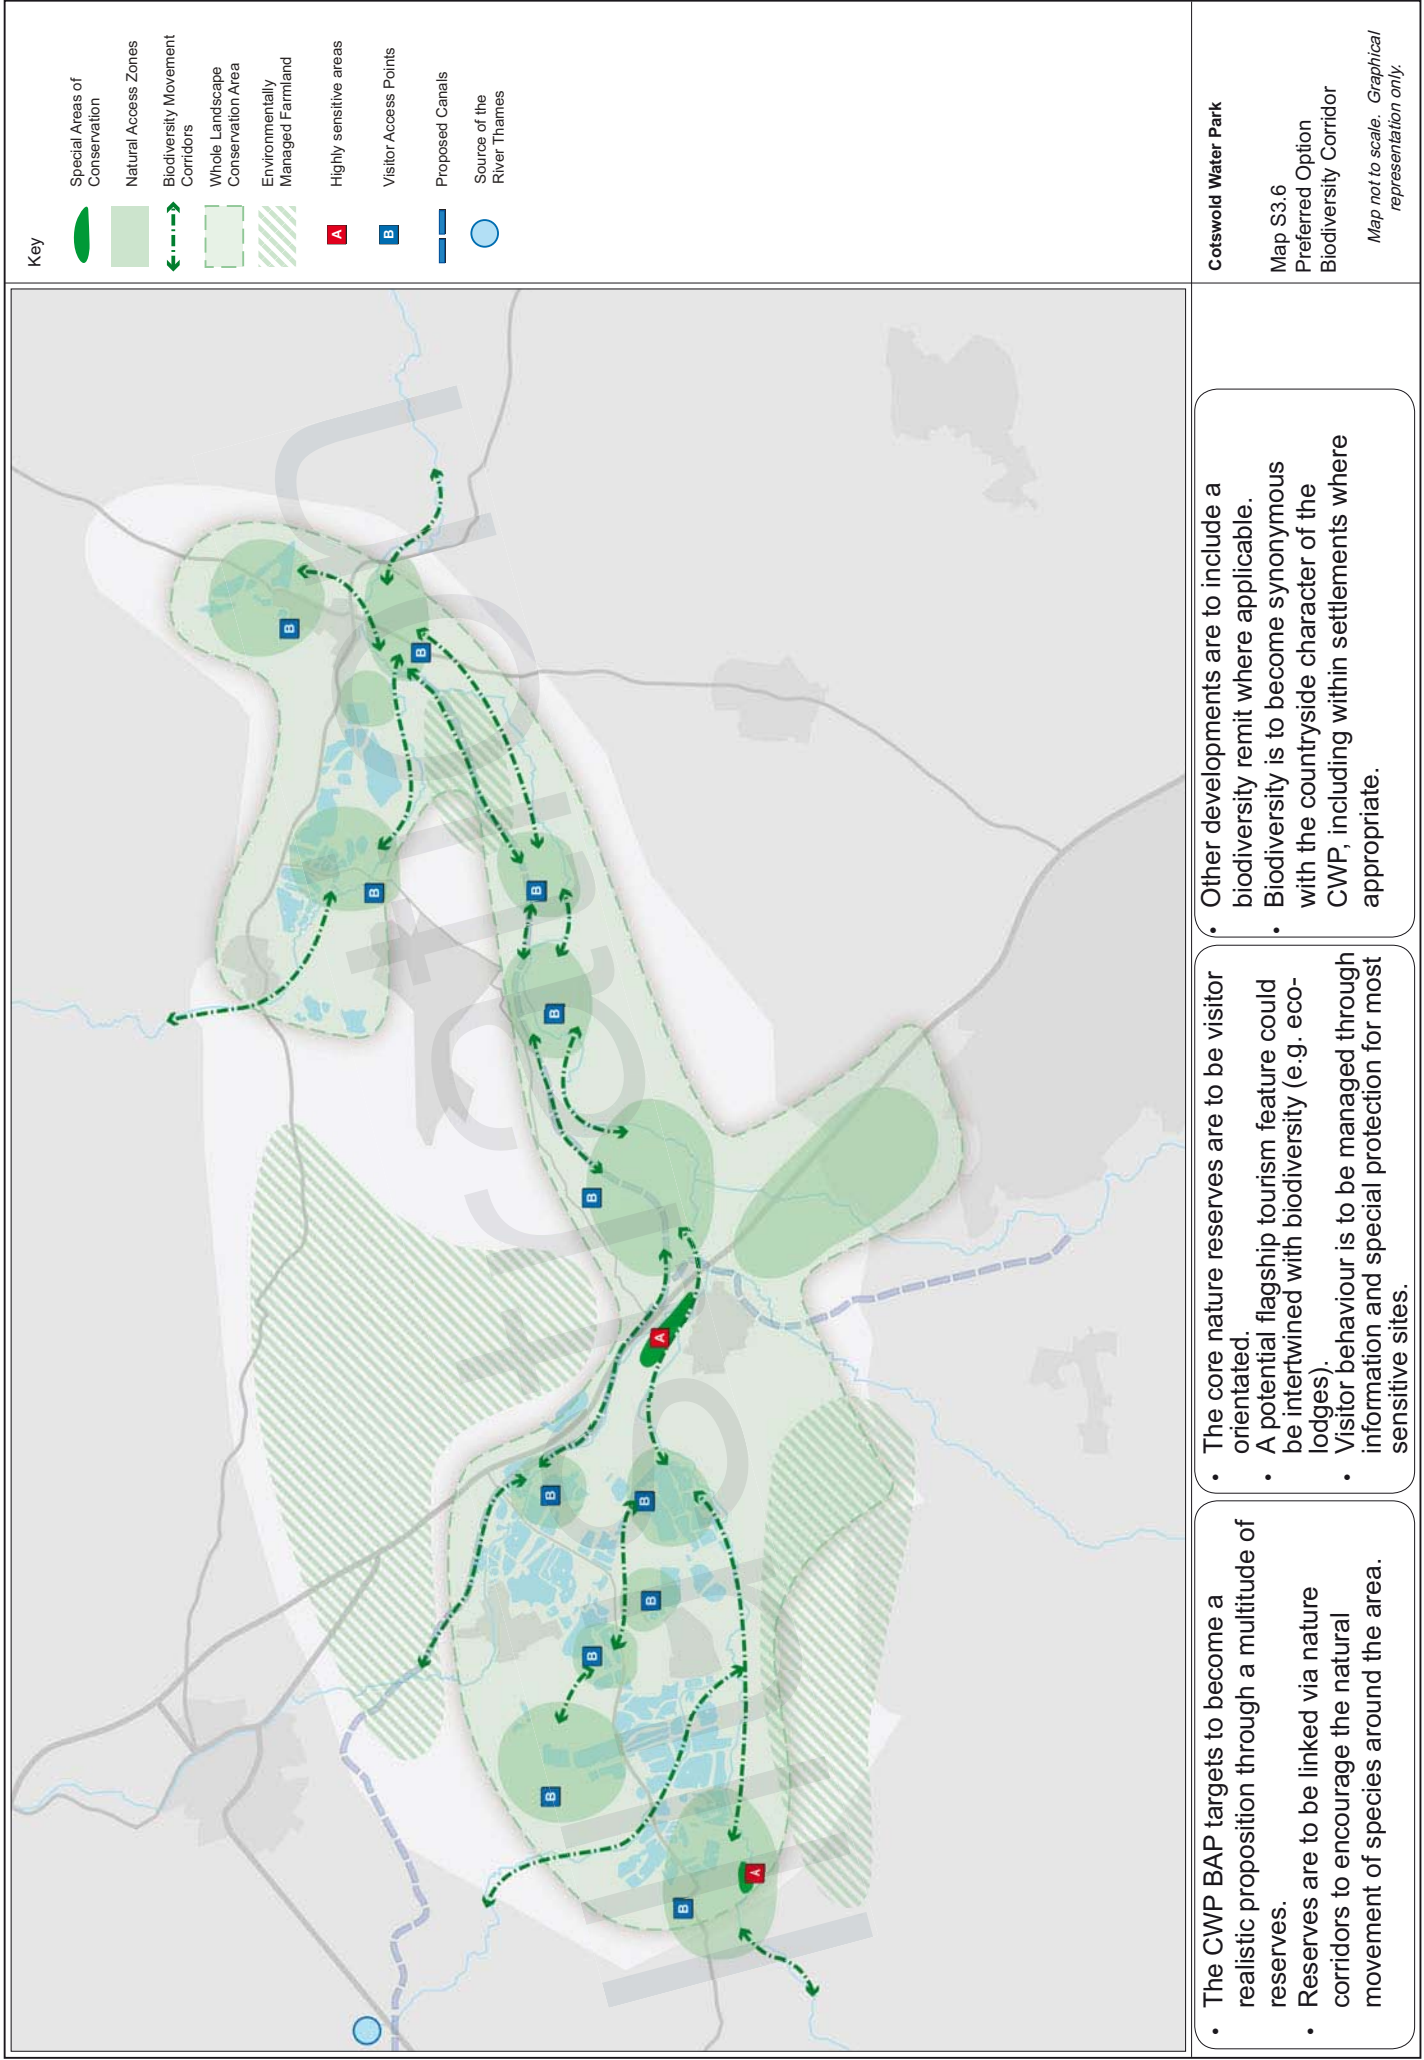 Key
Special Areas of
Conservation
Natural Access Zones
Biodiversity Movement
Corridors
Whole Landscape
Conservation Area
Environmentally
Managed Farmland
A
Highly sensitive areas
B
Visitor Access Points
Proposed Canals
Source of the
River Thames
B
B
B
B
B
B
A
B
B
B
B
B
A
B
• The CWP BAP targets to become a
realistic proposition through a multitude of
reserves.
• Reserves are to be linked via nature
corridors to encourage the natural
movement of species around the area.
• The core nature reserves are to be visitor
orientated.
• A potential flagship tourism feature could
be intertwined with biodiversity (e.g. eco-
lodges).
• Visitor behaviour is to be managed through
information and special protection for most
sensitive sites.
• Other developments are to include a
biodiversity remit where applicable.
• Biodiversity is to become synonymous
with the countryside character of the
CWP, including within settlements where
appropriate.
Cotswold Water Park
Map S3.6
Preferred Option
Biodiversity Corridor
Map not to scale. Graphical
representation only.